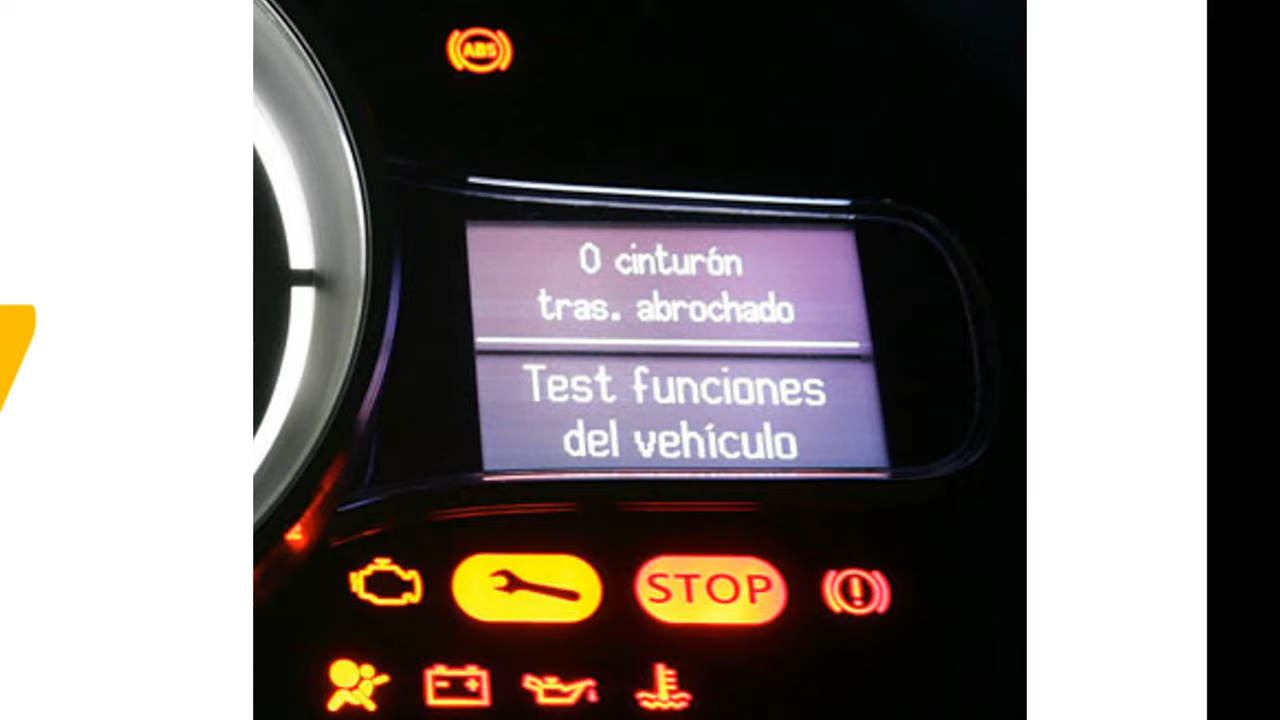 ABS
0 cinturón
tras. abrochado
Test funciones
del vehículo
STOP